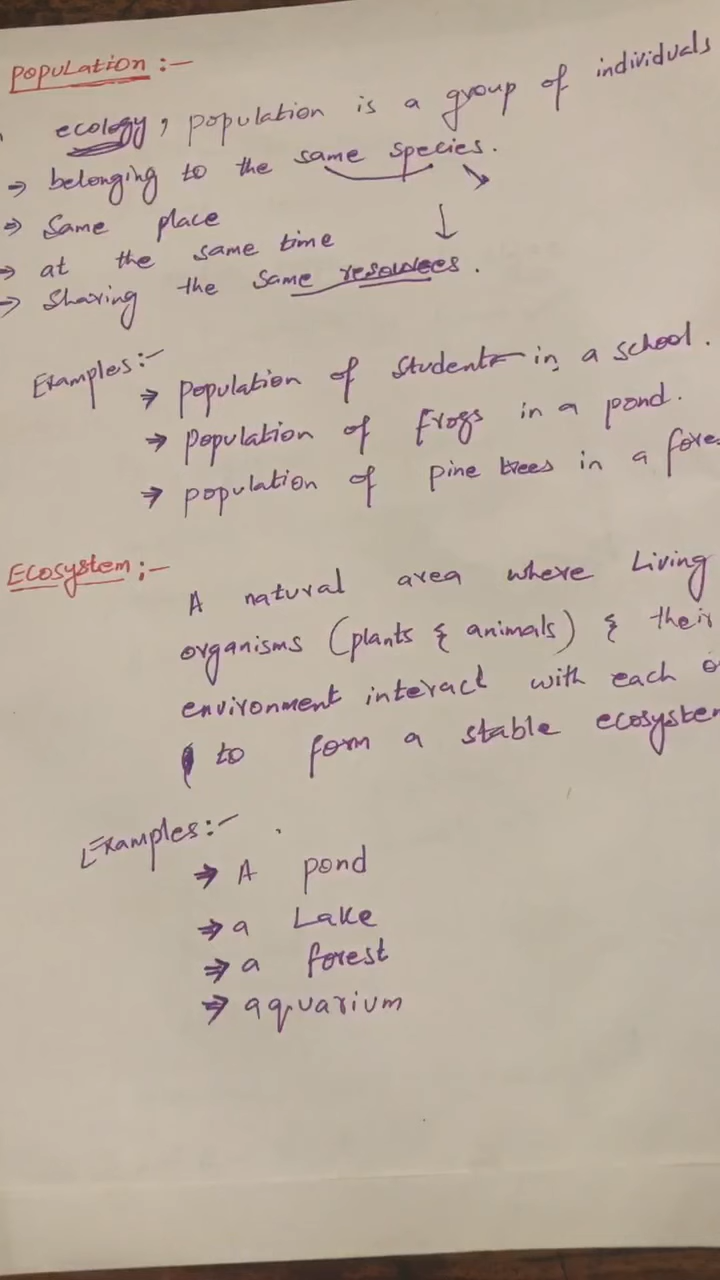 Population :-
ecology, population is a group of individuals
→ belonging to the same species.
→ Same place
→ at the same time
→ Sharing the same resources.
Examples:-
→ population of students in a school.
→ population of frogs in a pond.
→ population of pine trees in a fore
Ecosystem :-
A natural area where Living
organisms (plants & animals) & their
environment interact with each o
to form a stable ecosystem
Examples:-
→ A pond
→ a Lake
→ a forest
→ aquarium